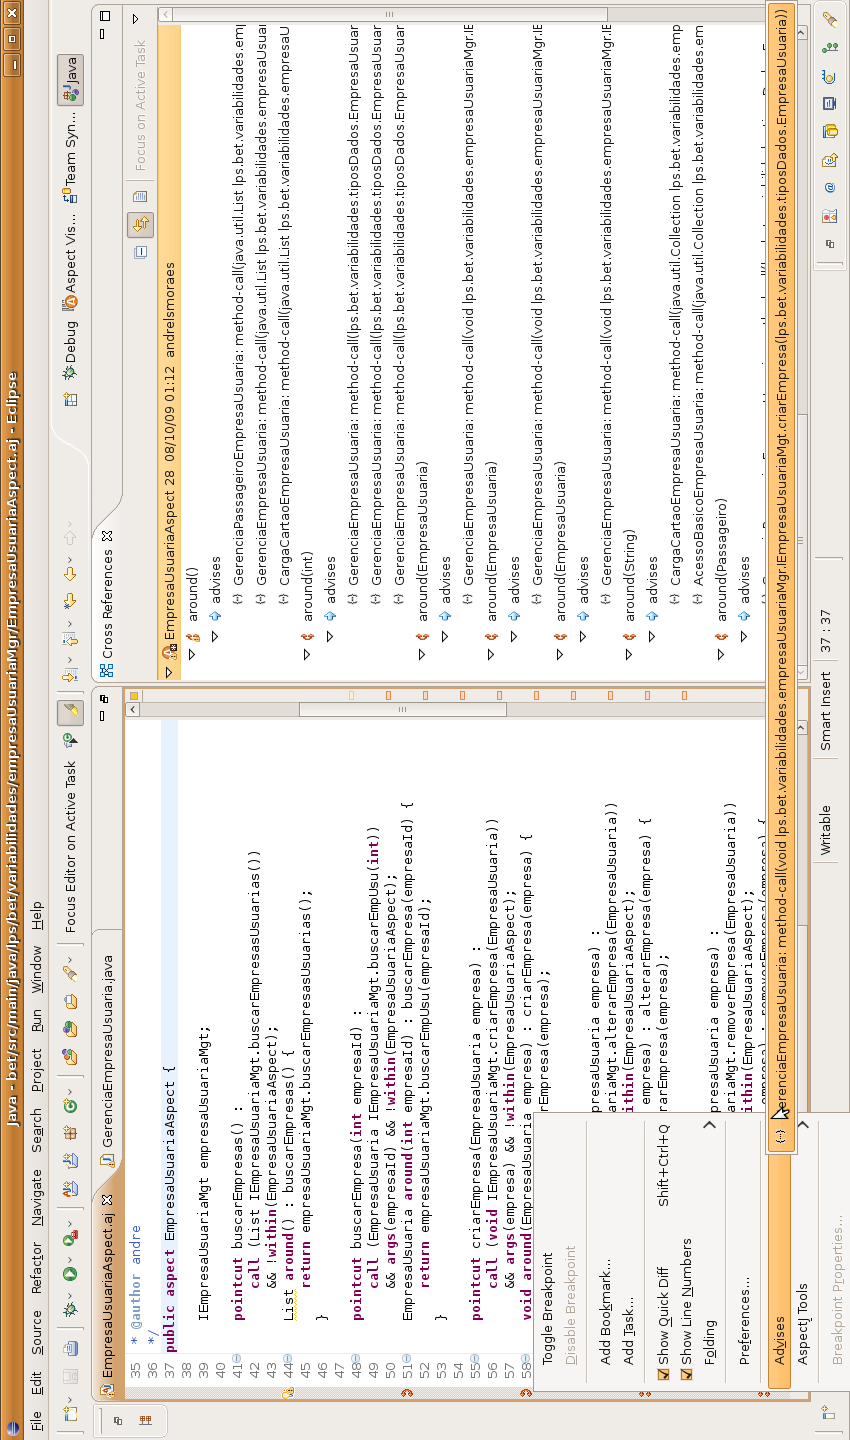 Java - bet/src/main/java/lps/bet/variabilidades/empresaUsuariaMgr/EmpresaUsuariaAspect.aj - Eclipse
File Edit Source Refactor Navigate Search Project Run Window Help
Focus Editor on Active Task
Debug Aspect Vis... Team Syn... Java
EmpresaUsuariaAspect.aj GerenciaEmpresaUsuaria.java
35 * @author andre
36 */
37 public aspect EmpresaUsuariaAspect {
38
39 IEmpresaUsuariaMgt empresaUsuariaMgt;
40
41 pointcut buscarEmpresas() :
42 call (List IEmpresaUsuariaMgt.buscarEmpresasUsuarias())
43 && !within(EmpresaUsuariaAspect);
44 List around() : buscarEmpresas() {
45 return empresaUsuariaMgt.buscarEmpresasUsuarias();
46 }
47
48 pointcut buscarEmpresa(int empresaId) :
49 call (EmpresaUsuaria IEmpresaUsuariaMgt.buscarEmpUsu(int))
50 && args(empresaId) && !within(EmpresaUsuariaAspect);
51 EmpresaUsuaria around(int empresaId) : buscarEmpresa(empresaId) {
52 return empresaUsuariaMgt.buscarEmpUsu(empresaId);
53 }
54
55 pointcut criarEmpresa(EmpresaUsuaria empresa) :
56 call (void IEmpresaUsuariaMgt.criarEmpresa(EmpresaUsuaria))
57 && args(empresa) && !within(EmpresaUsuariaAspect);
58 void around(EmpresaUsuaria empresa) : criarEmpresa(empresa) {
presa(empresa);
presaUsuaria empresa) :
riaMgt.alterarEmpresa(EmpresaUsuaria))
ithin(EmpresaUsuariaAspect);
empresa) : alterarEmpresa(empresa) {
rarEmpresa(empresa);
presaUsuaria empresa) :
riaMgt.removerEmpresa(EmpresaUsuaria))
ithin(EmpresaUsuariaAspect);
empresa) : removerEmpresa(empresa) {
Toggle Breakpoint
Disable Breakpoint
Add Bookmark...
Add Task...
Show Quick Diff Shift+Ctrl+Q
Show Line Numbers
Folding
Preferences...
Advises
AspectJ Tools
Breakpoint Properties...
erenciaEmpresaUsuaria: method-call(void lps.bet.variabilidades.empresaUsuariaMgr.IEmpresaUsuariaMgt.criarEmpresa(lps.bet.variabilidades.tiposDados.EmpresaUsuaria))
Cross References
Focus on Active Task
EmpresaUsuariaAspect 28 08/10/09 01:12 andrelsmoraes
around()
advises
GerenciaPassageiroEmpresaUsuaria: method-call(java.util.List lps.bet.variabilidades.emp
GerenciaEmpresaUsuaria: method-call(java.util.List lps.bet.variabilidades.empresaUsuari
CargaCartaoEmpresaUsuaria: method-call(java.util.List lps.bet.variabilidades.empresaU
around(int)
advises
GerenciaEmpresaUsuaria: method-call(lps.bet.variabilidades.tiposDados.EmpresaUsuar
GerenciaEmpresaUsuaria: method-call(lps.bet.variabilidades.tiposDados.EmpresaUsuar
GerenciaEmpresaUsuaria: method-call(lps.bet.variabilidades.tiposDados.EmpresaUsuar
around(EmpresaUsuaria)
advises
GerenciaEmpresaUsuaria: method-call(void lps.bet.variabilidades.empresaUsuariaMgr.IE
around(EmpresaUsuaria)
advises
GerenciaEmpresaUsuaria: method-call(void lps.bet.variabilidades.empresaUsuariaMgr.IE
around(EmpresaUsuaria)
advises
GerenciaEmpresaUsuaria: method-call(void lps.bet.variabilidades.empresaUsuariaMgr.IE
around(String)
advises
CargaCartaoEmpresaUsuaria: method-call(java.util.Collection lps.bet.variabilidades.emp
AcessoBasicoEmpresaUsuaria: method-call(java.util.Collection lps.bet.variabilidades.em
around(Passageiro)
advises
Writable Smart Insert 37 : 37